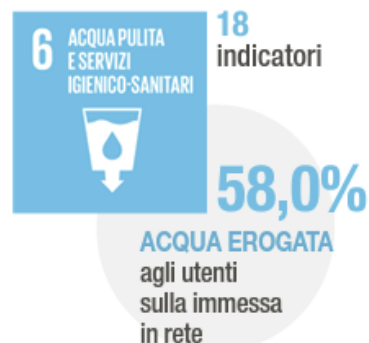 6 ACQUA PULITA
E SERVIZI
IGIENICO-SANITARI
18
indicatori
58,0%
ACQUA EROGATA
agli utenti
sulla immessa
in rete